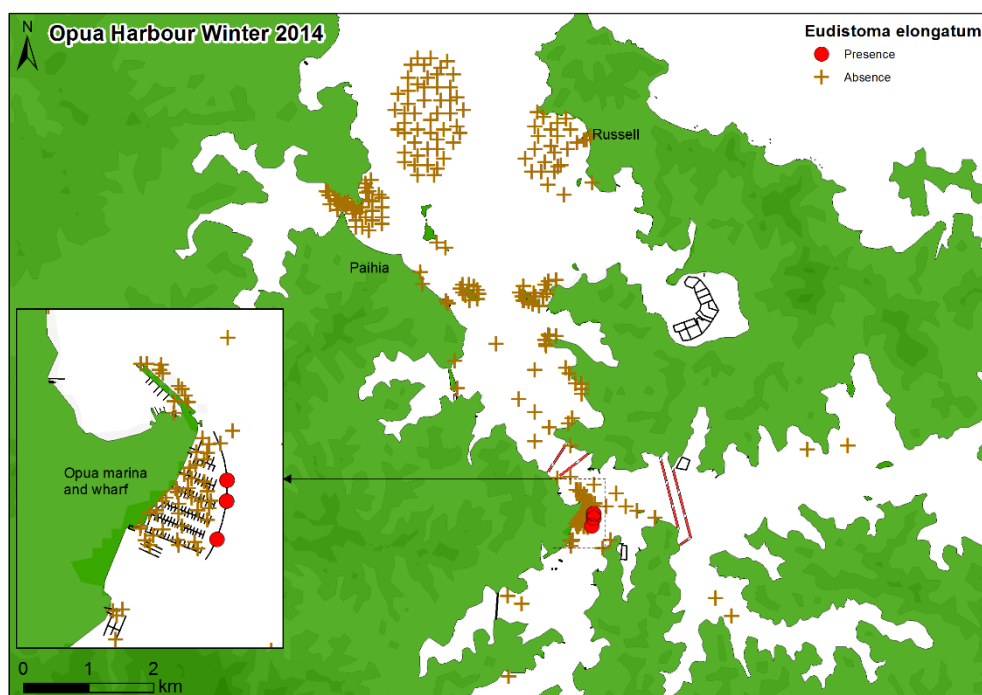 N
Opua Harbour Winter 2014
Eudistoma elongatum
Presence
Absence
Russell
Paihia
Opua marina
and wharf
0 1 2
km